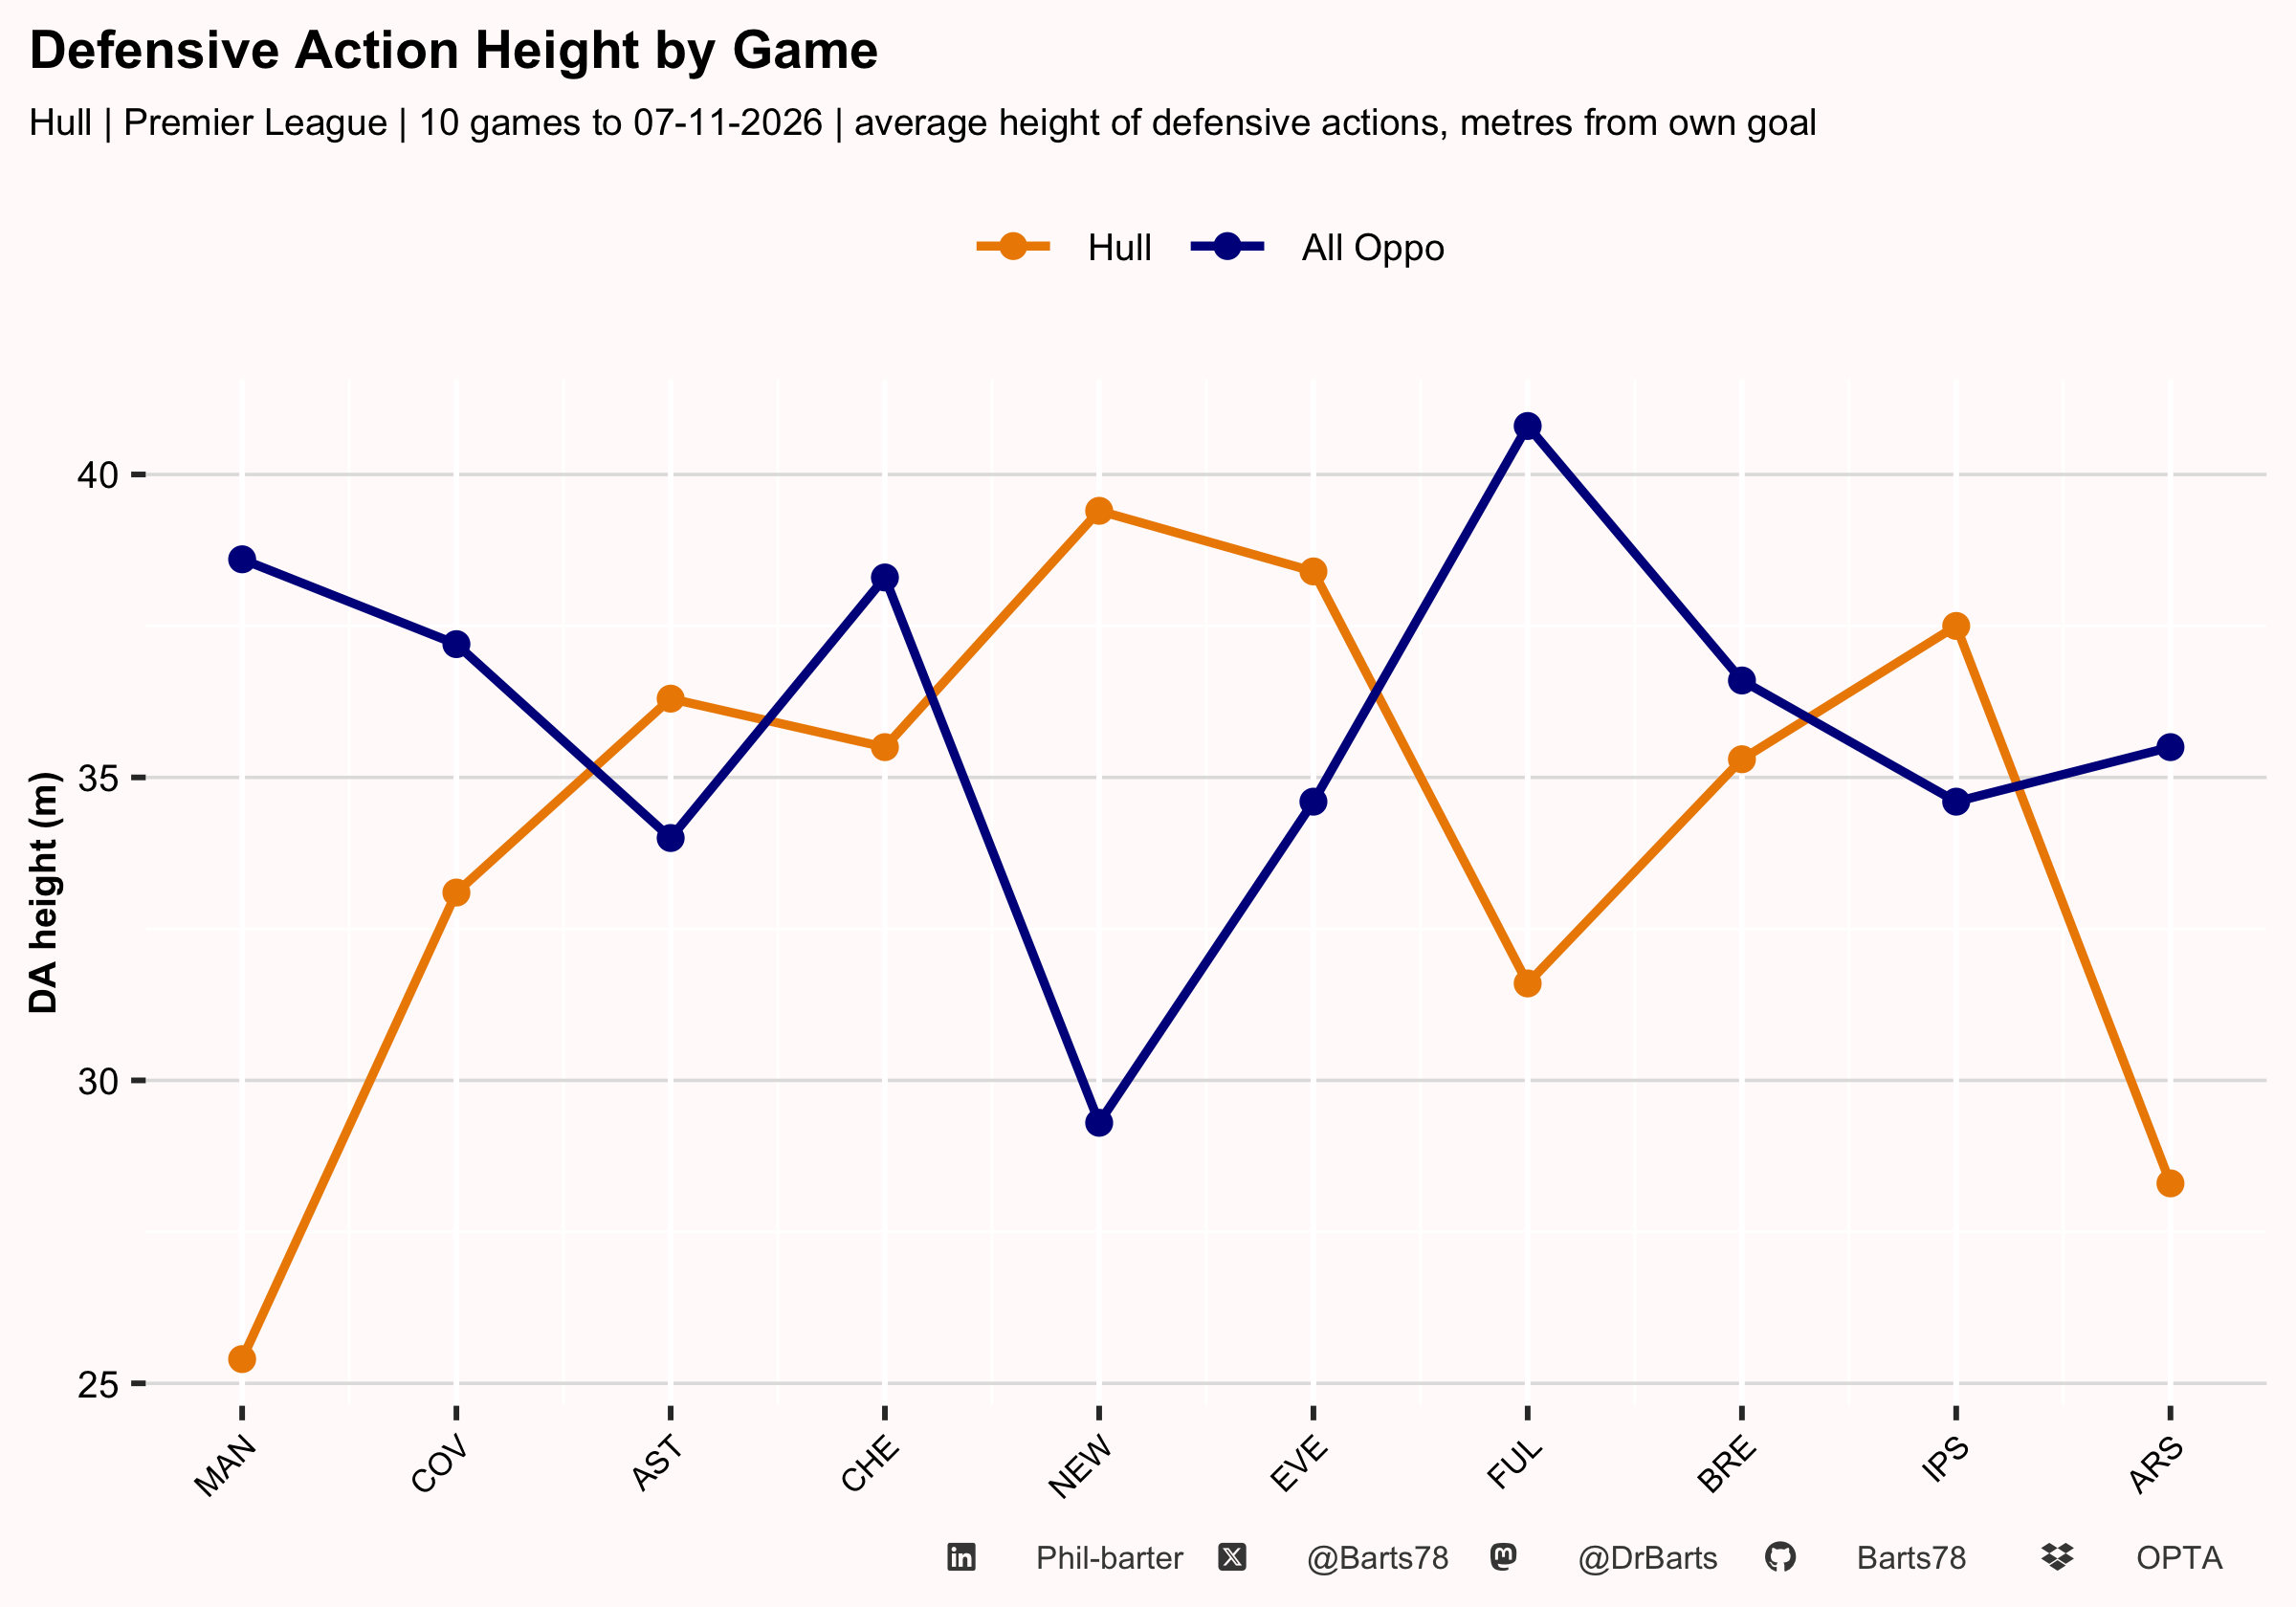 Defensive Action Height by Game
Hull | Premier League | 10 games to 07-11-2026 | average height of defensive actions, metres from own goal
Hull All Oppo
40
35
30
25
DA height (m)
MAN COV AST CHE NEW EVE FUL BRE IPS ARS
Phil-barter @Barts78 @DrBarts Barts78 OPTA